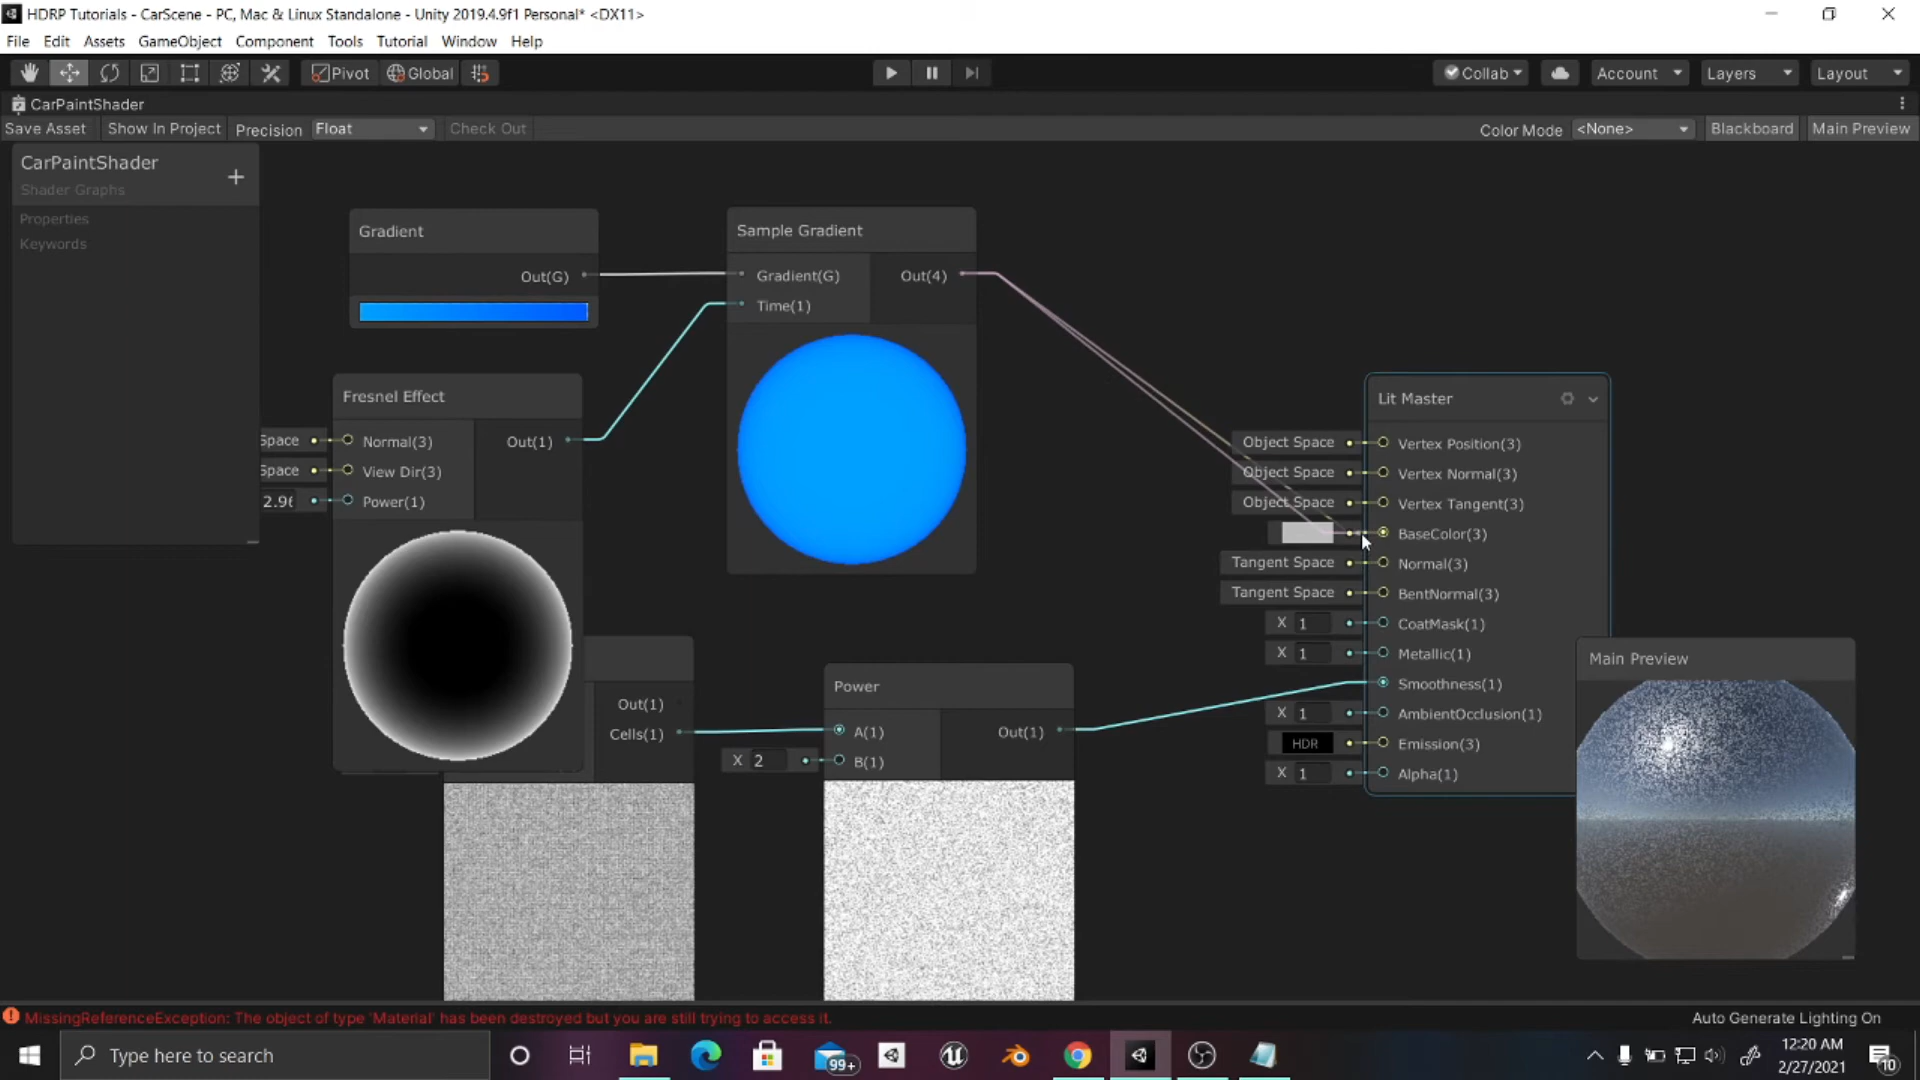 HDRP Tutorials - CarScene - PC, Mac & Linux Standalone - Unity 2019.4.9f1 Personal* <DX11>
File Edit Assets GameObject Component Tools Tutorial Window Help
Pivot Global Collab Account Layers Layout
CarPaintShader
Save Asset Show In Project Precision Float Check Out Color Mode <None> Blackboard Main Preview
CarPaintShader
Shader Graphs
Properties
Keywords
Gradient
Out(G)
Sample Gradient
Gradient(G) Out(4)
Time(1)
Fresnel Effect
Space Normal(3) Out(1)
Space View Dir(3)
2.96 Power(1)
Out(1)
Cells(1)
Power
A(1) Out(1)
X 2 B(1)
Lit Master
Object Space Vertex Position(3)
Object Space Vertex Normal(3)
Object Space Vertex Tangent(3)
BaseColor(3)
Tangent Space Normal(3)
Tangent Space BentNormal(3)
X 1 CoatMask(1)
X 1 Metallic(1)
Smoothness(1)
X 1 AmbientOcclusion(1)
HDR Emission(3)
X 1 Alpha(1)
Main Preview
MissingReferenceException: The object of type 'Material' has been destroyed but you are still trying to access it.
Auto Generate Lighting On
Type here to search
99+
12:20 AM
2/27/2021
10